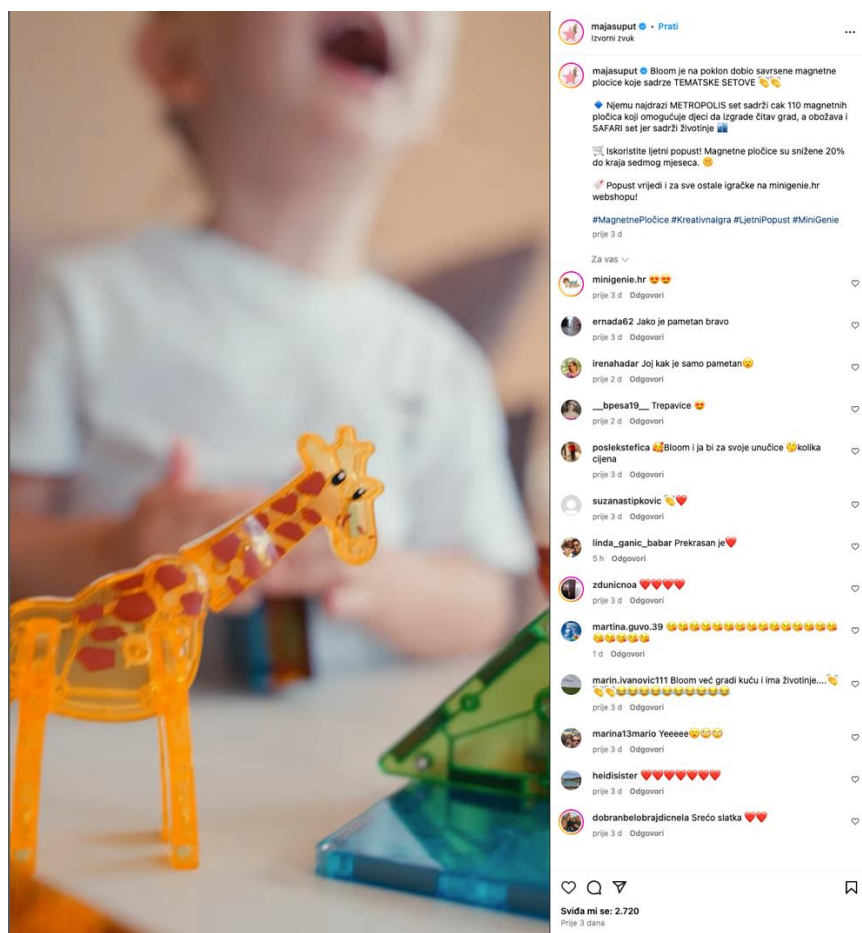 majasuput • Prati
Izvorni zvuk
majasuput Bloom je na poklon dobio savrsene magnetne
plocice koje sadrze TEMATSKE SETOVE 👏👏
🔹 Njemu najdrazi METROPOLIS set sadrži cak 110 magnetnih
pločica koji omogućuje djeci da izgrade čitav grad, a obožava i
SAFARI set jer sadrži životinje 🏙️
🛒 Iskoristite ljetni popust! Magnetne pločice su snižene 20%
do kraja sedmog mjeseca. 🤫
📌 Popust vrijedi i za sve ostale igračke na minigenie.hr
webshopu!
#MagnetnePločice #KreativnaIgra #LjetniPopust #MiniGenie
prije 3 d
Za vas
minigenie.hr 😍😍
prije 3 d Odgovori
ernada62 Jako je pametan bravo
prije 3 d Odgovori
irenahadar Joj kak je samo pametan😮
prije 2 d Odgovori
__bpesa19__ Trepavice 😍
prije 2 d Odgovori
poslekstefica 🥰Bloom i ja bi za svoje unučice 🤔kolika
cijena
prije 3 d Odgovori
suzanastipkovic 👏❤️
prije 3 d Odgovori
linda_ganic_babar Prekrasan je❤️
5 h Odgovori
zdunicnoa ❤️❤️❤️❤️
prije 3 d Odgovori
martina.guvo.39 😘😘😘😘😘😘😘😘😘😘😘😘😘😘😘
😘😘😘😘😘
1 d Odgovori
marin.ivanovic111 Bloom već gradi kuću i ima životinje....👏
👏👏😂😂😂😂😂😂😂😂😂😂
prije 3 d Odgovori
marina13mario Yeeeee😮😁😁
prije 3 d Odgovori
heidisister ❤️❤️❤️❤️❤️❤️❤️
prije 3 d Odgovori
dobranbelobrajdicnela Srećo slatka ❤️❤️
prije 3 d Odgovori
Sviđa mi se: 2.720
Prije 3 dana